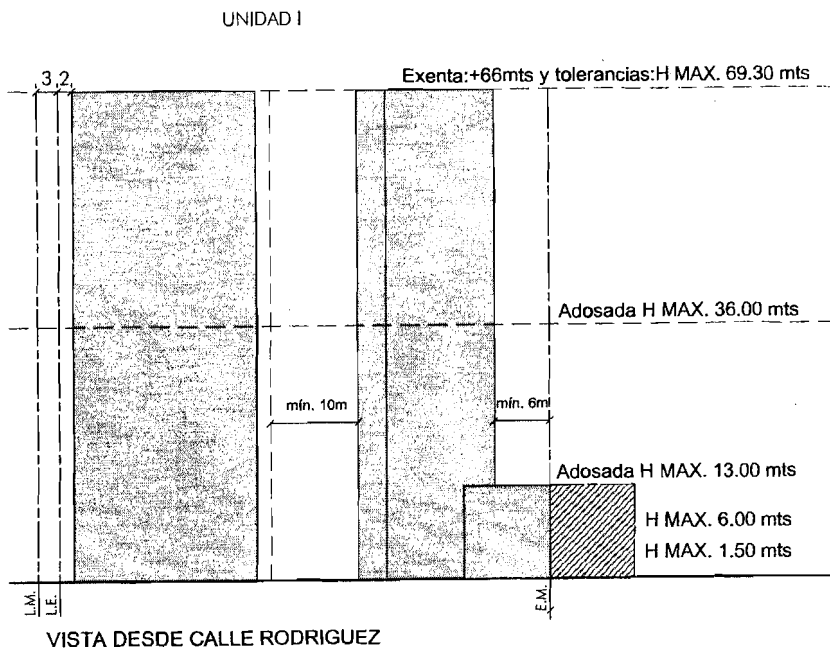 UNIDAD I
3 2
Exenta:+66mts y tolerancias:H MAX. 69.30 mts
Adosada H MAX. 36.00 mts
mín. 10m
mín. 6m
Adosada H MAX. 13.00 mts
H MAX. 6.00 mts
H MAX. 1.50 mts
L.M.
L.E.
E.M.
VISTA DESDE CALLE RODRIGUEZ